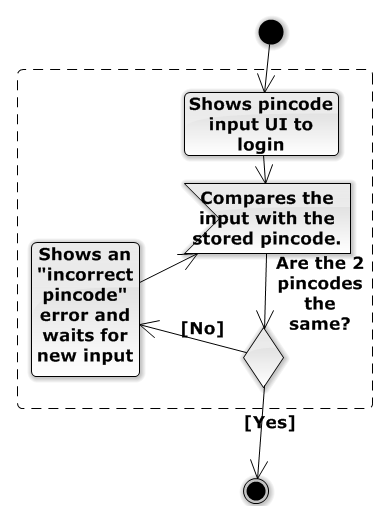 Shows pincode
input UI to
login
Compares the
input with the
stored pincode.
Are the 2
pincodes
the
same?
Shows an
"incorrect
pincode"
error and
waits for
new input
[No]
[Yes]